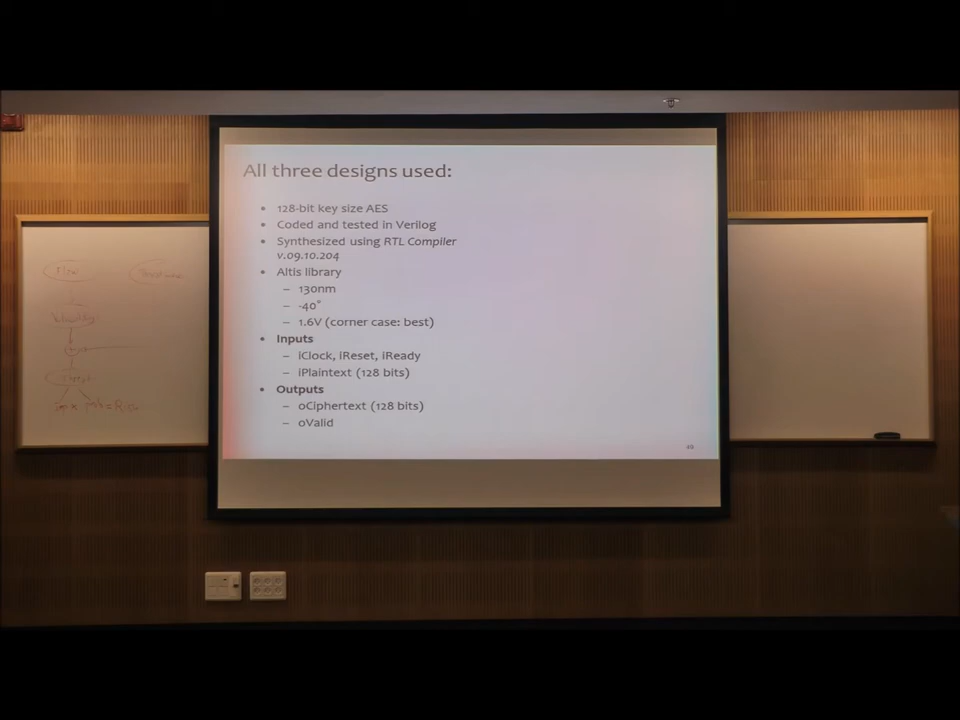 All three designs used:
• 128-bit key size AES
• Coded and tested in Verilog
• Synthesized using RTL Compiler
v.09.10.204
• Altis library
– 130nm
– -40°
– 1.6V (corner case: best)
• Inputs
– iClock, iReset, iReady
– iPlaintext (128 bits)
• Outputs
– oCiphertext (128 bits)
– oValid